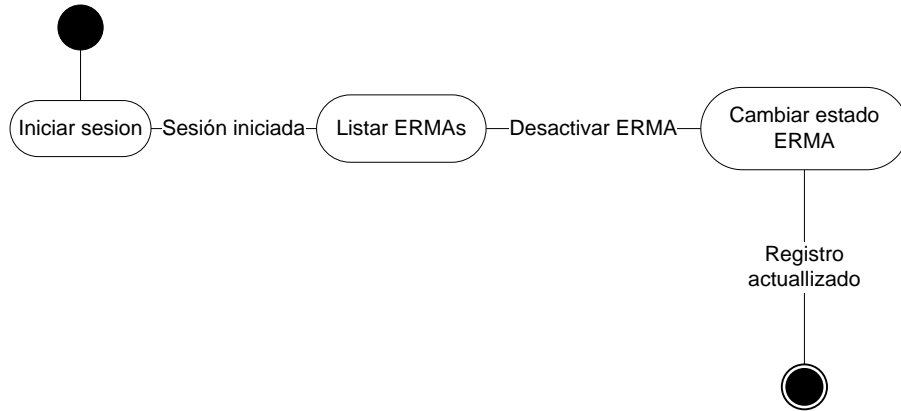 Iniciar sesion
Sesión iniciada
Listar ERMAs
Desactivar ERMA
Cambiar estado
ERMA
Registro
actuallizado